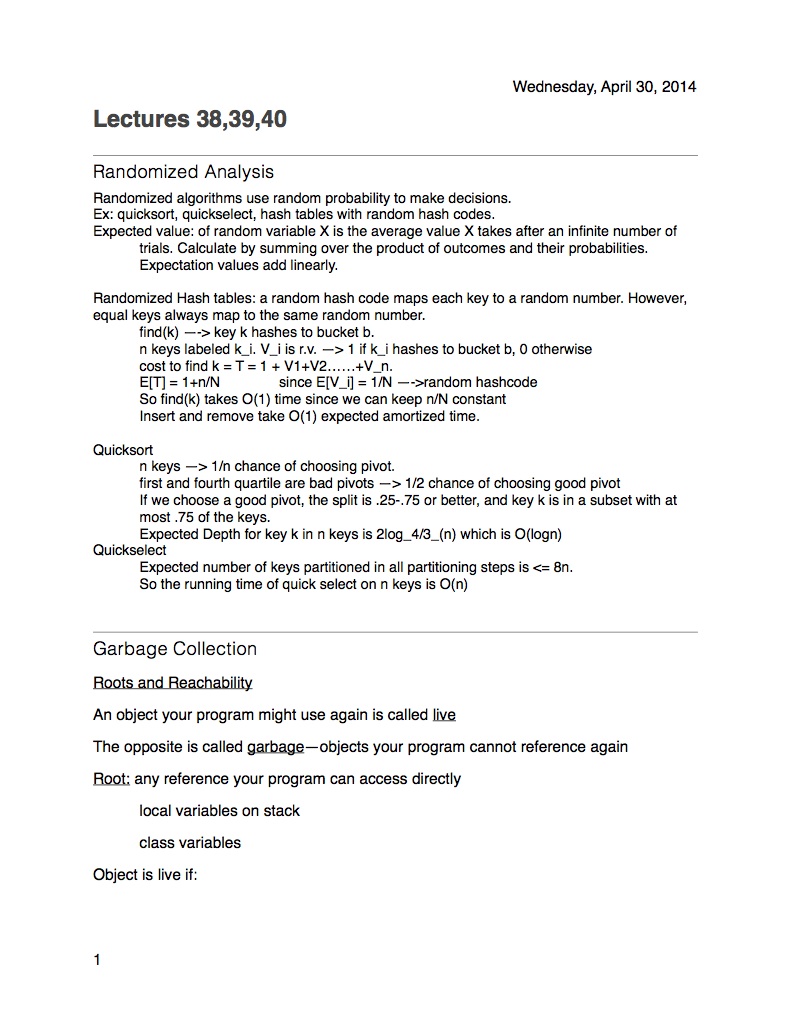 Wednesday, April 30, 2014
Lectures 38,39,40
Randomized Analysis
Randomized algorithms use random probability to make decisions.
Ex: quicksort, quickselect, hash tables with random hash codes.
Expected value: of random variable X is the average value X takes after an infinite number of
trials. Calculate by summing over the product of outcomes and their probabilities.
Expectation values add linearly.
Randomized Hash tables: a random hash code maps each key to a random number. However,
equal keys always map to the same random number.
find(k) —-> key k hashes to bucket b.
n keys labeled k_i. V_i is r.v. —> 1 if k_i hashes to bucket b, 0 otherwise
cost to find k = T = 1 + V1+V2……+V_n.
E[T] = 1+n/N since E[V_i] = 1/N —->random hashcode
So find(k) takes O(1) time since we can keep n/N constant
Insert and remove take O(1) expected amortized time.
Quicksort
n keys —> 1/n chance of choosing pivot.
first and fourth quartile are bad pivots —> 1/2 chance of choosing good pivot
If we choose a good pivot, the split is .25-.75 or better, and key k is in a subset with at
most .75 of the keys.
Expected Depth for key k in n keys is 2log_4/3_(n) which is O(logn)
Quickselect
Expected number of keys partitioned in all partitioning steps is <= 8n.
So the running time of quick select on n keys is O(n)
Garbage Collection
Roots and Reachability
An object your program might use again is called live
The opposite is called garbage—objects your program cannot reference again
Root: any reference your program can access directly
local variables on stack
class variables
Object is live if:
1